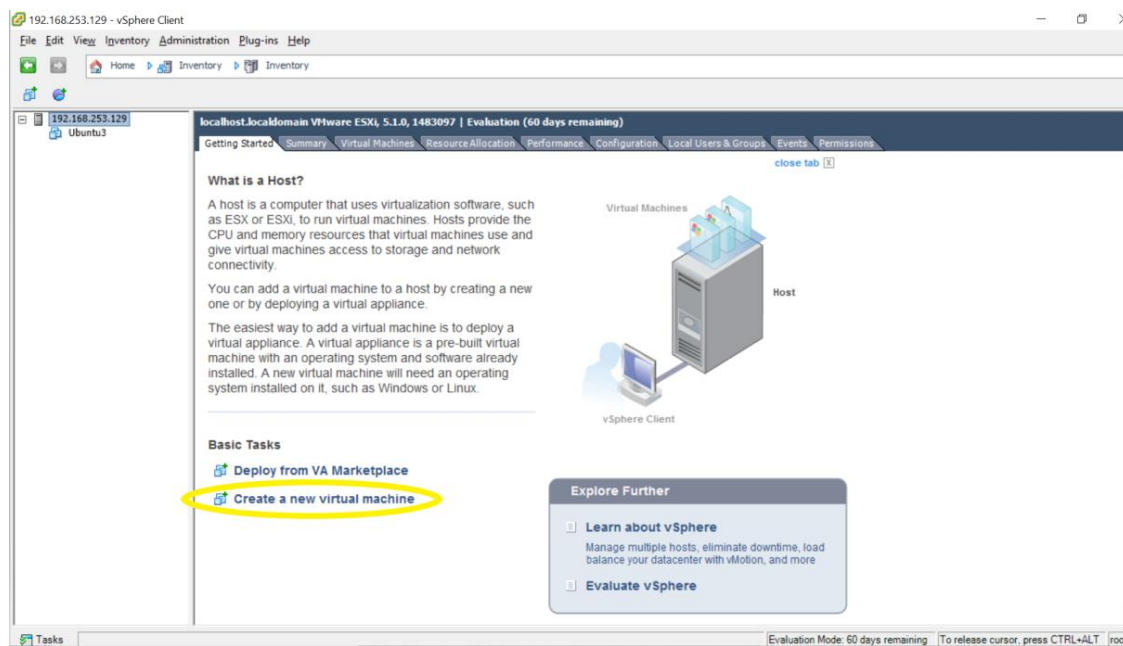 192.168.253.129 - vSphere Client
File Edit View Inventory Administration Plug-ins Help
Home Inventory Inventory
192.168.253.129
Ubuntu3
localhost.localdomain VMware ESXi, 5.1.0, 1483097 | Evaluation (60 days remaining)
Getting Started Summary Virtual Machines Resource Allocation Performance Configuration Local Users & Groups Events Permissions
close tab X
What is a Host?
A host is a computer that uses virtualization software, such
as ESX or ESXi, to run virtual machines. Hosts provide the
CPU and memory resources that virtual machines use and
give virtual machines access to storage and network
connectivity.
You can add a virtual machine to a host by creating a new
one or by deploying a virtual appliance.
The easiest way to add a virtual machine is to deploy a
virtual appliance. A virtual appliance is a pre-built virtual
machine with an operating system and software already
installed. A new virtual machine will need an operating
system installed on it, such as Windows or Linux.
Virtual Machines
Host
vSphere Client
Basic Tasks
Deploy from VA Marketplace
Create a new virtual machine
Explore Further
Learn about vSphere
Manage multiple hosts, eliminate downtime, load
balance your datacenter with vMotion, and more
Evaluate vSphere
Tasks
Evaluation Mode: 60 days remaining
To release cursor, press CTRL+ALT